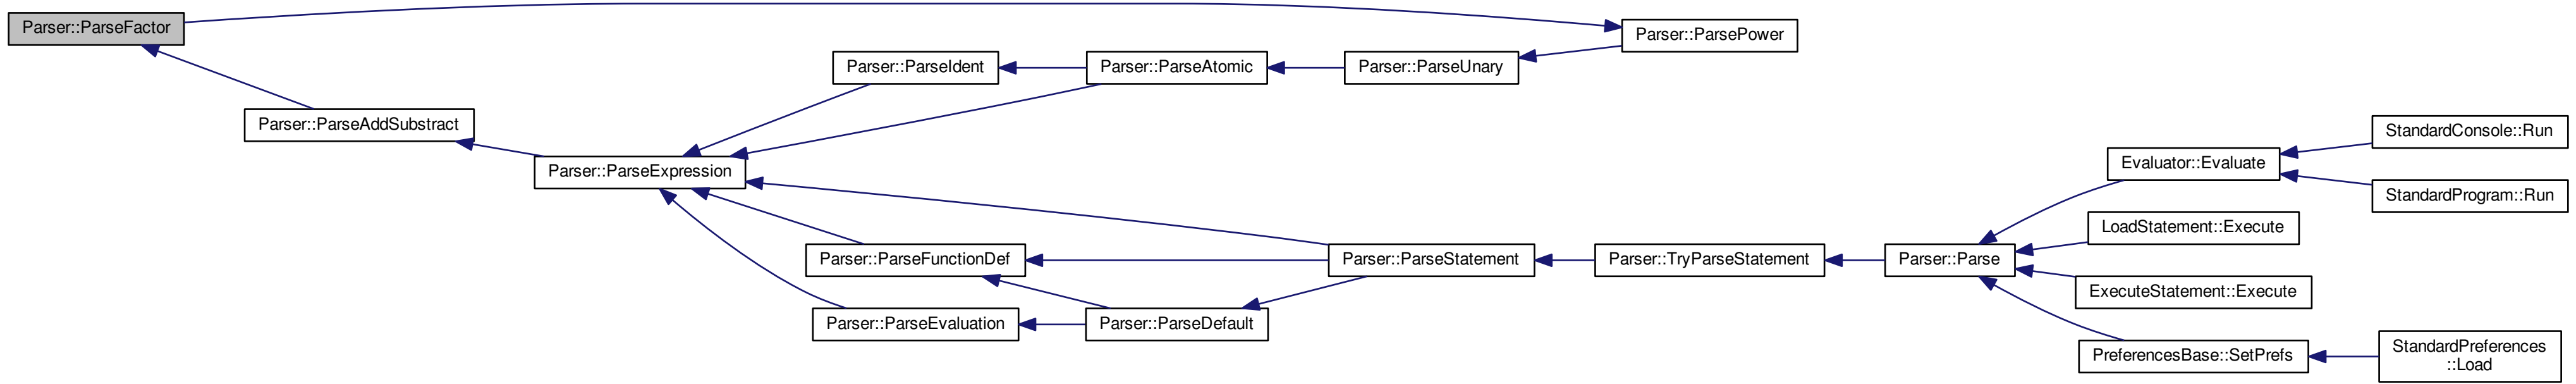 Parser::ParseFactor
Parser::ParsePower
Parser::ParseIdent
Parser::ParseAtomic
Parser::ParseUnary
Parser::ParseAddSubstract
Parser::ParseExpression
StandardConsole::Run
Evaluator::Evaluate
StandardProgram::Run
LoadStatement::Execute
Parser::ParseFunctionDef
Parser::ParseStatement
Parser::TryParseStatement
Parser::Parse
ExecuteStatement::Execute
Parser::ParseEvaluation
Parser::ParseDefault
PreferencesBase::SetPrefs
StandardPreferences
::Load